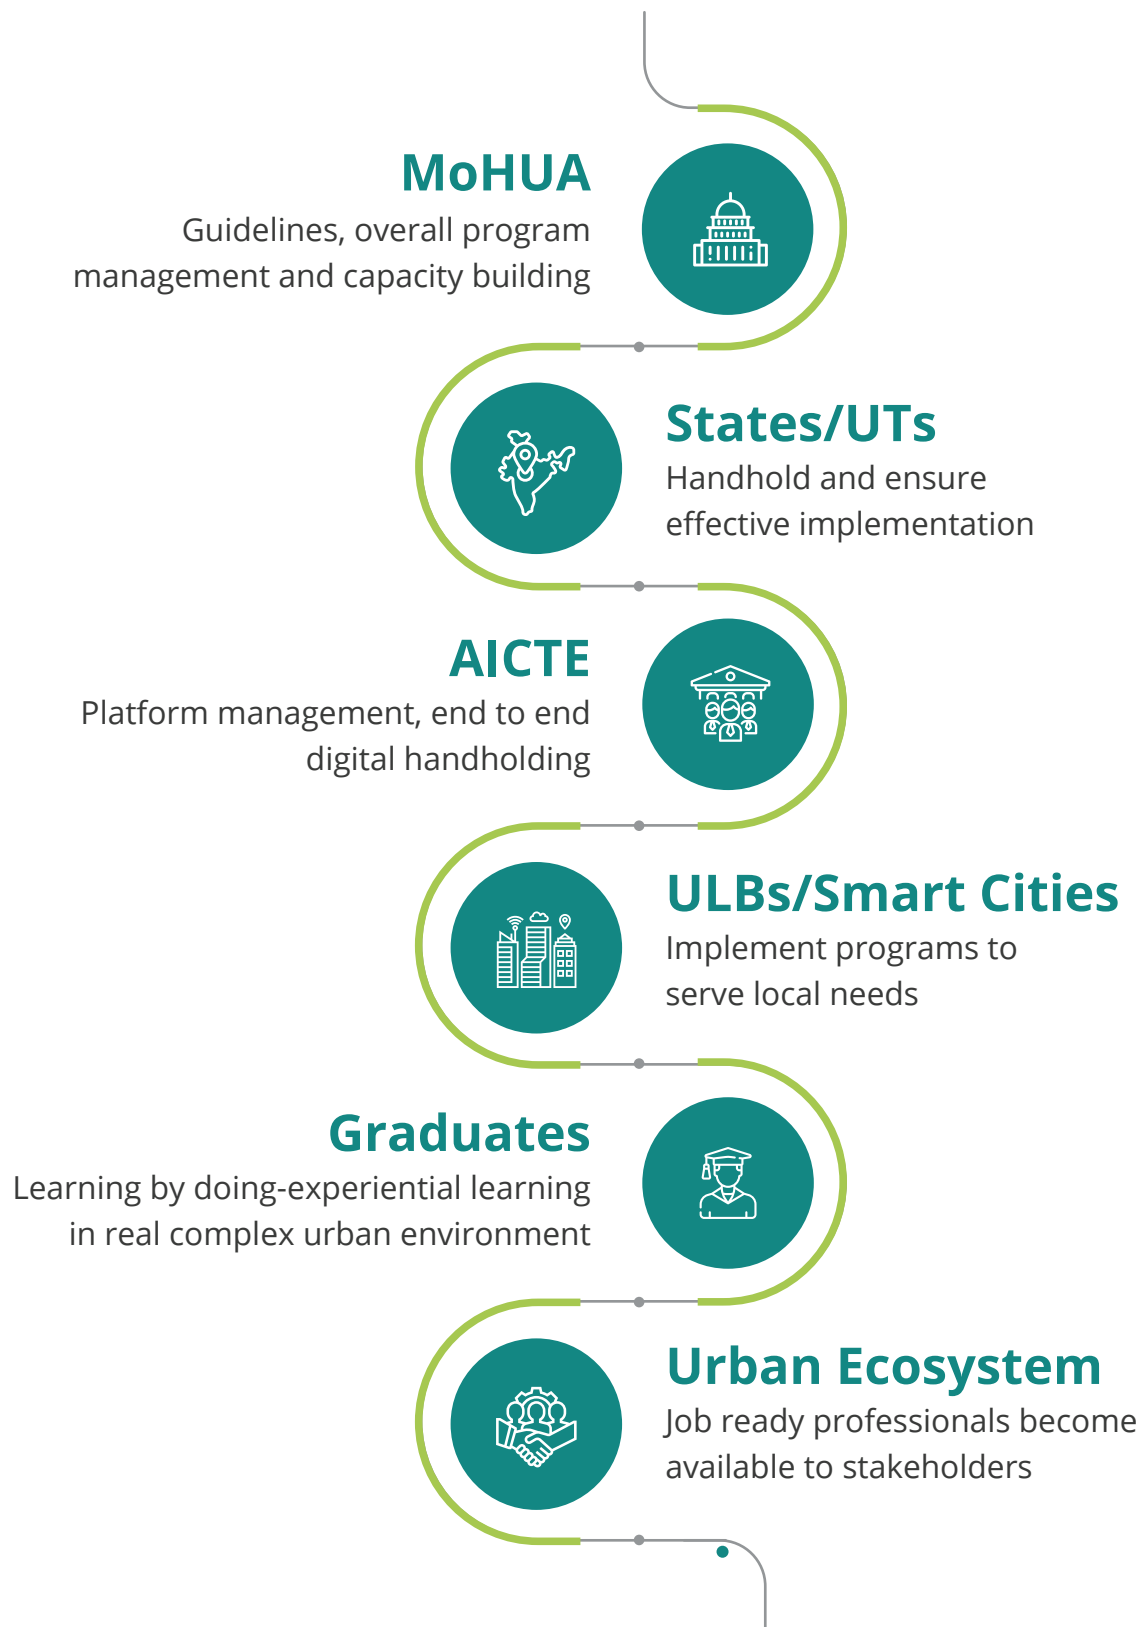 MoHUA
Guidelines, overall program
management and capacity building
States/UTs
Handhold and ensure
effective implementation
AICTE
Platform management, end to end
digital handholding
ULBs/Smart Cities
Implement programs to
serve local needs
Graduates
Learning by doing-experiential learning
in real complex urban environment
Urban Ecosystem
Job ready professionals become
available to stakeholders